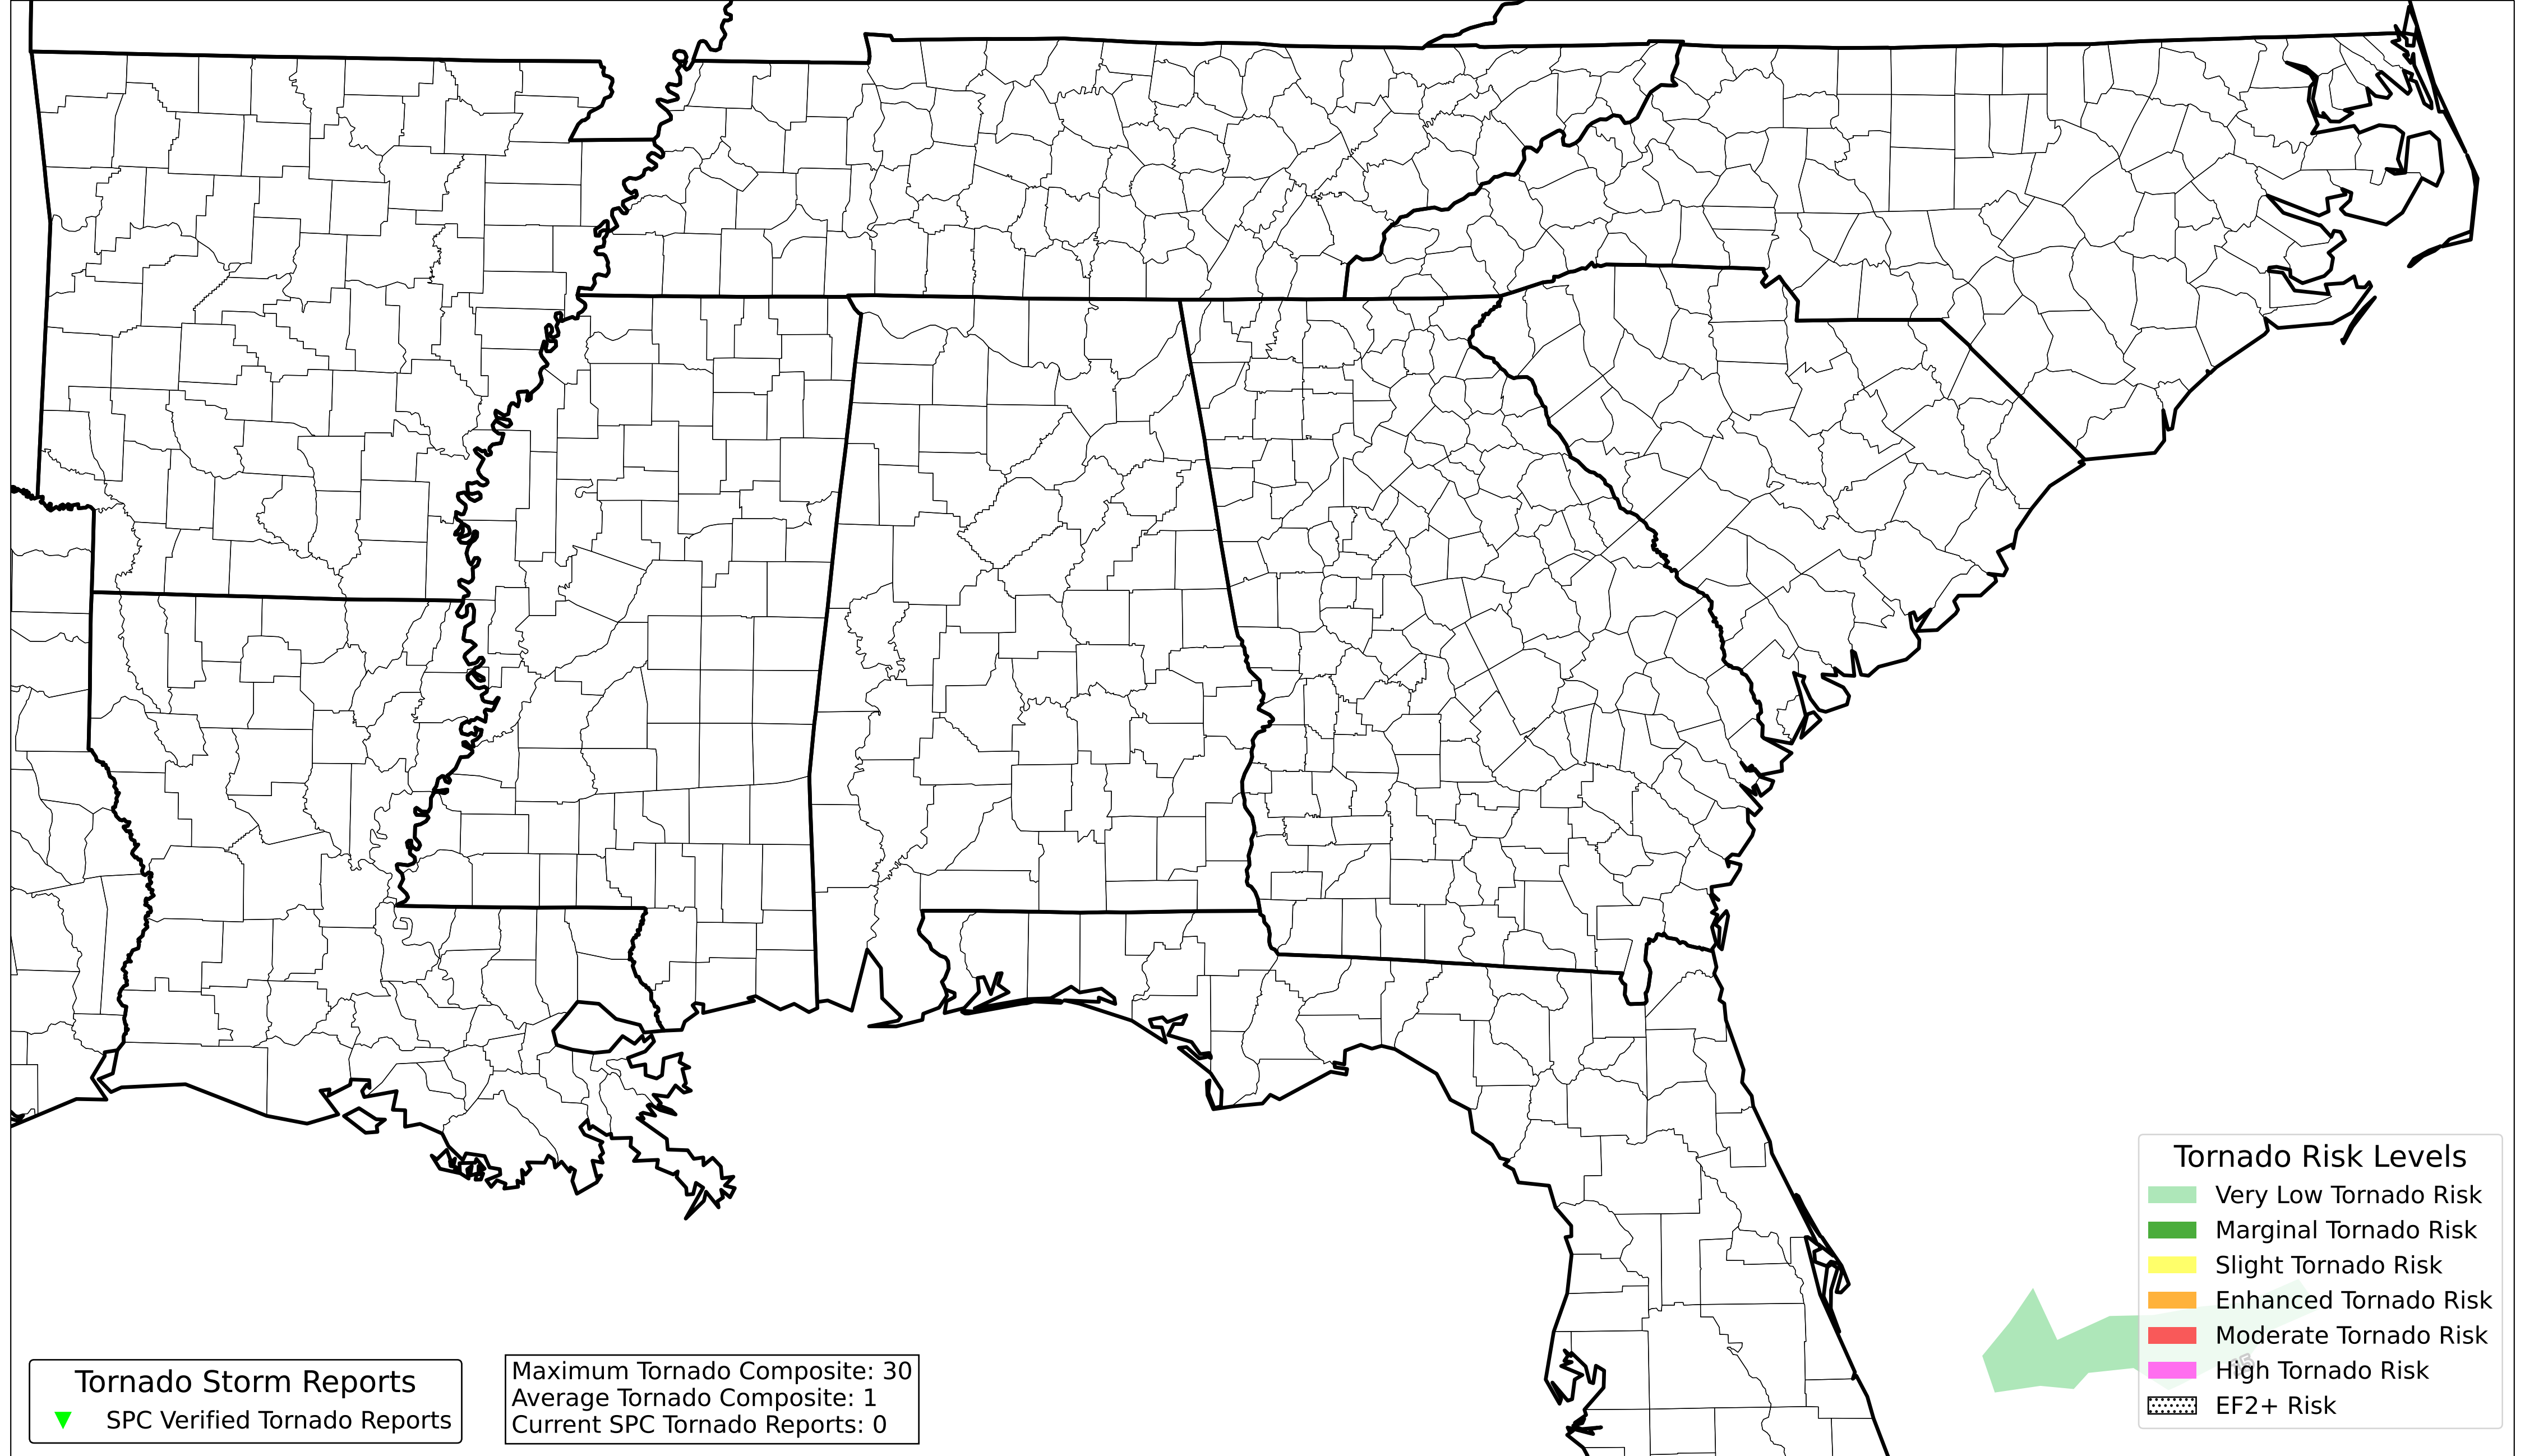 Tornado Risk Levels
Very Low Tornado Risk
Marginal Tornado Risk
Slight Tornado Risk
Enhanced Tornado Risk
Moderate Tornado Risk
High Tornado Risk
EF2+ Risk
Tornado Storm Reports
SPC Verified Tornado Reports
Maximum Tornado Composite: 30
Average Tornado Composite: 1
Current SPC Tornado Reports: 0